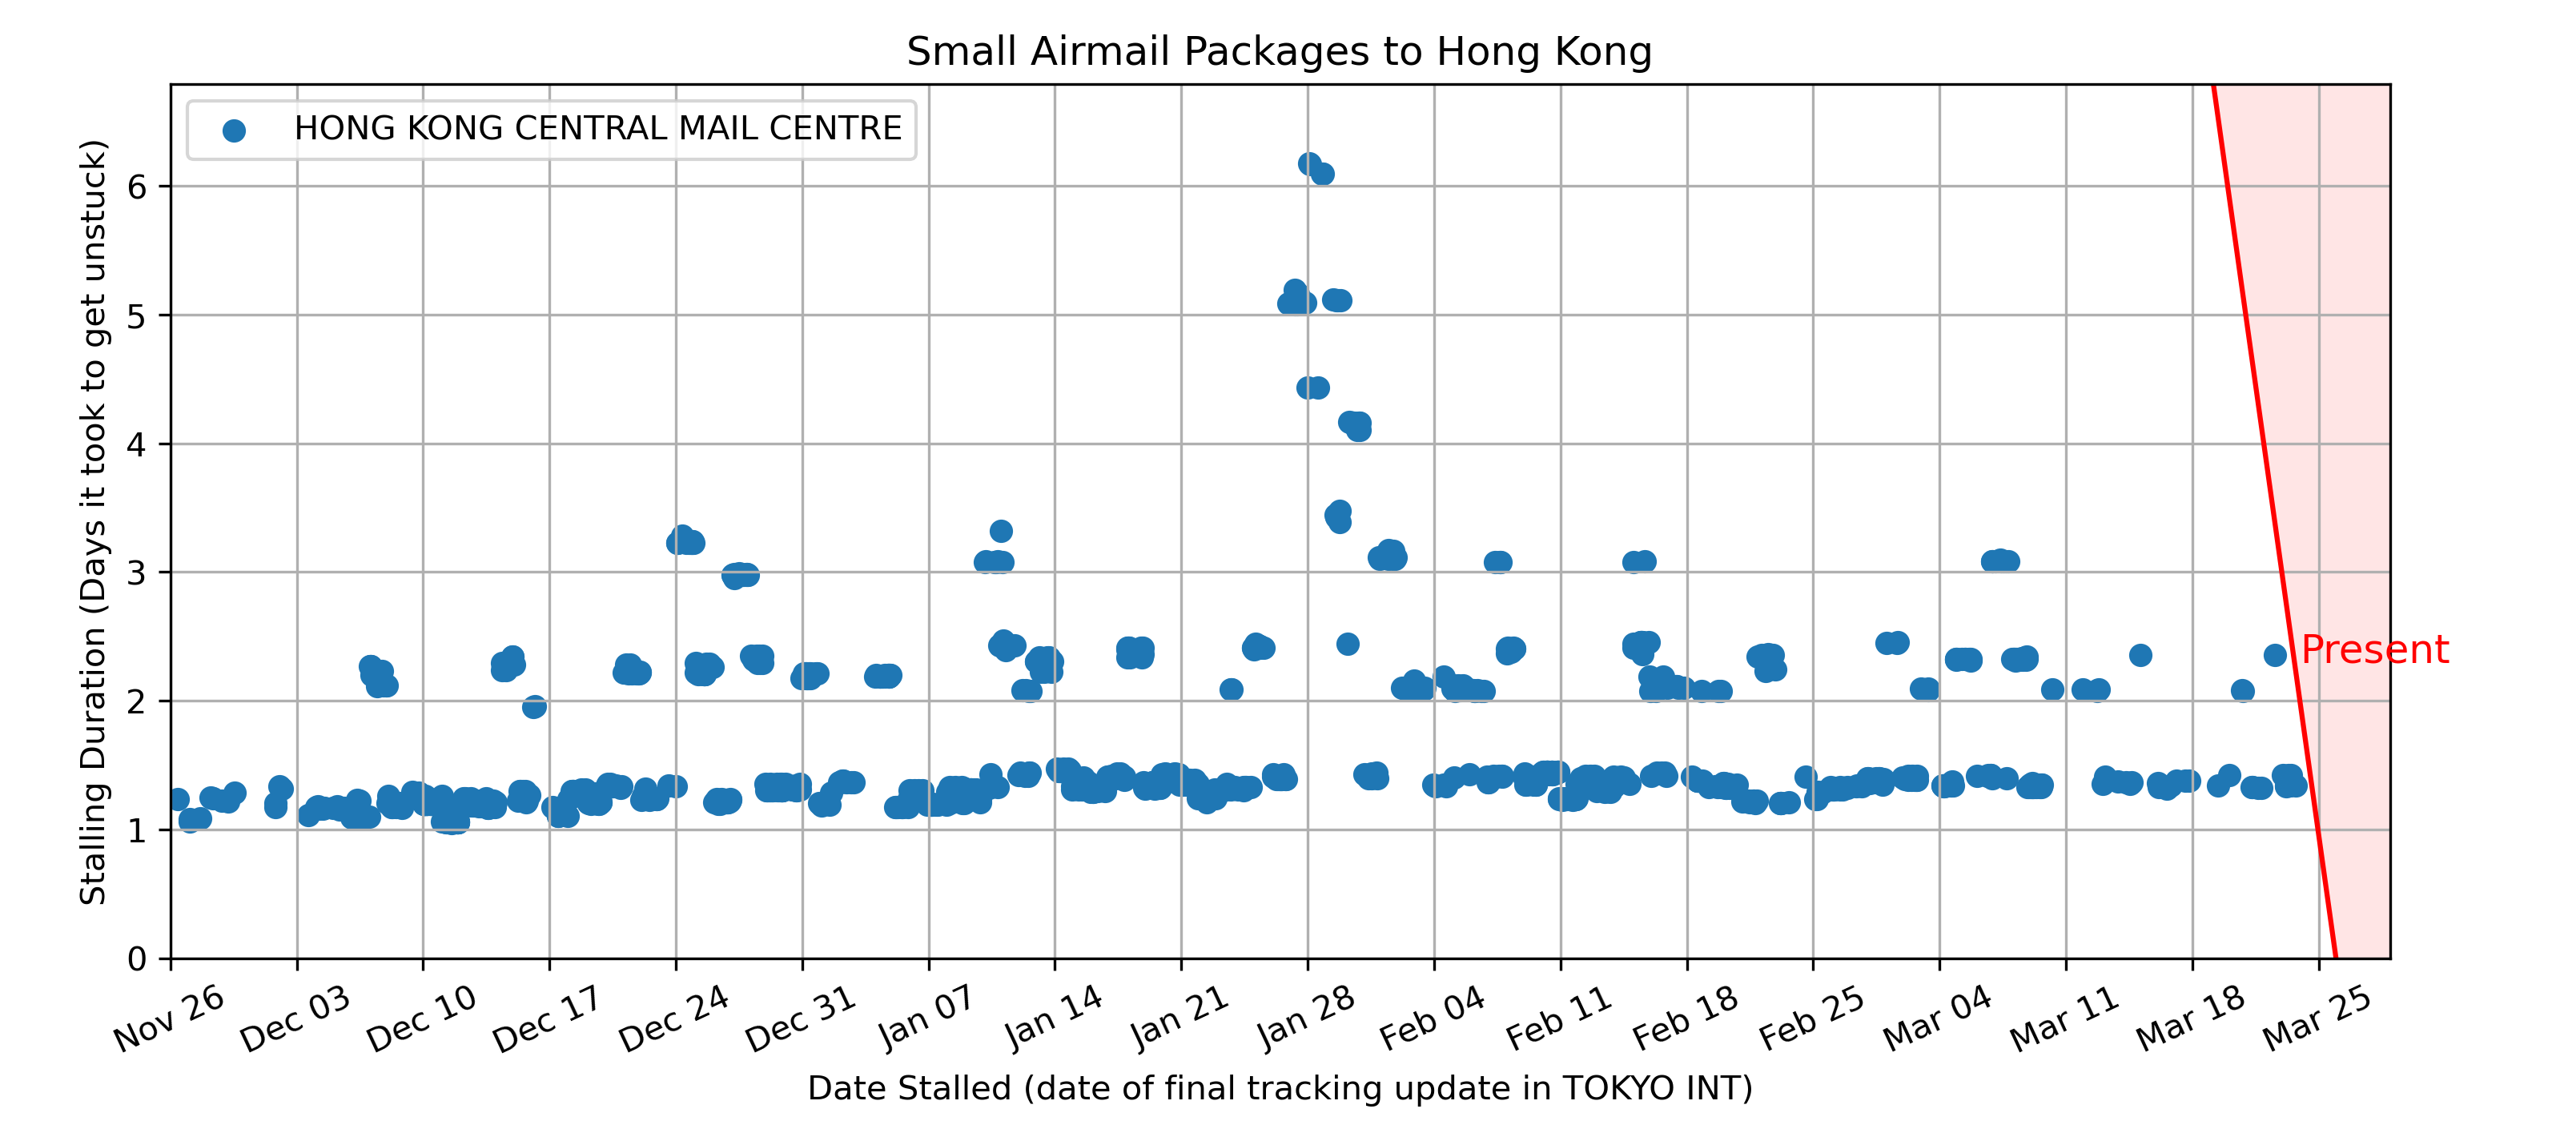 Small Airmail Packages to Hong Kong
HONG KONG CENTRAL MAIL CENTRE
Stalling Duration (Days it took to get unstuck)
6
5
4
3
2
1
0
Present
Nov 26
Dec 03
Dec 10
Dec 17
Dec 24
Dec 31
Jan 07
Jan 14
Jan 21
Jan 28
Feb 04
Feb 11
Feb 18
Feb 25
Mar 04
Mar 11
Mar 18
Mar 25
Date Stalled (date of final tracking update in TOKYO INT)